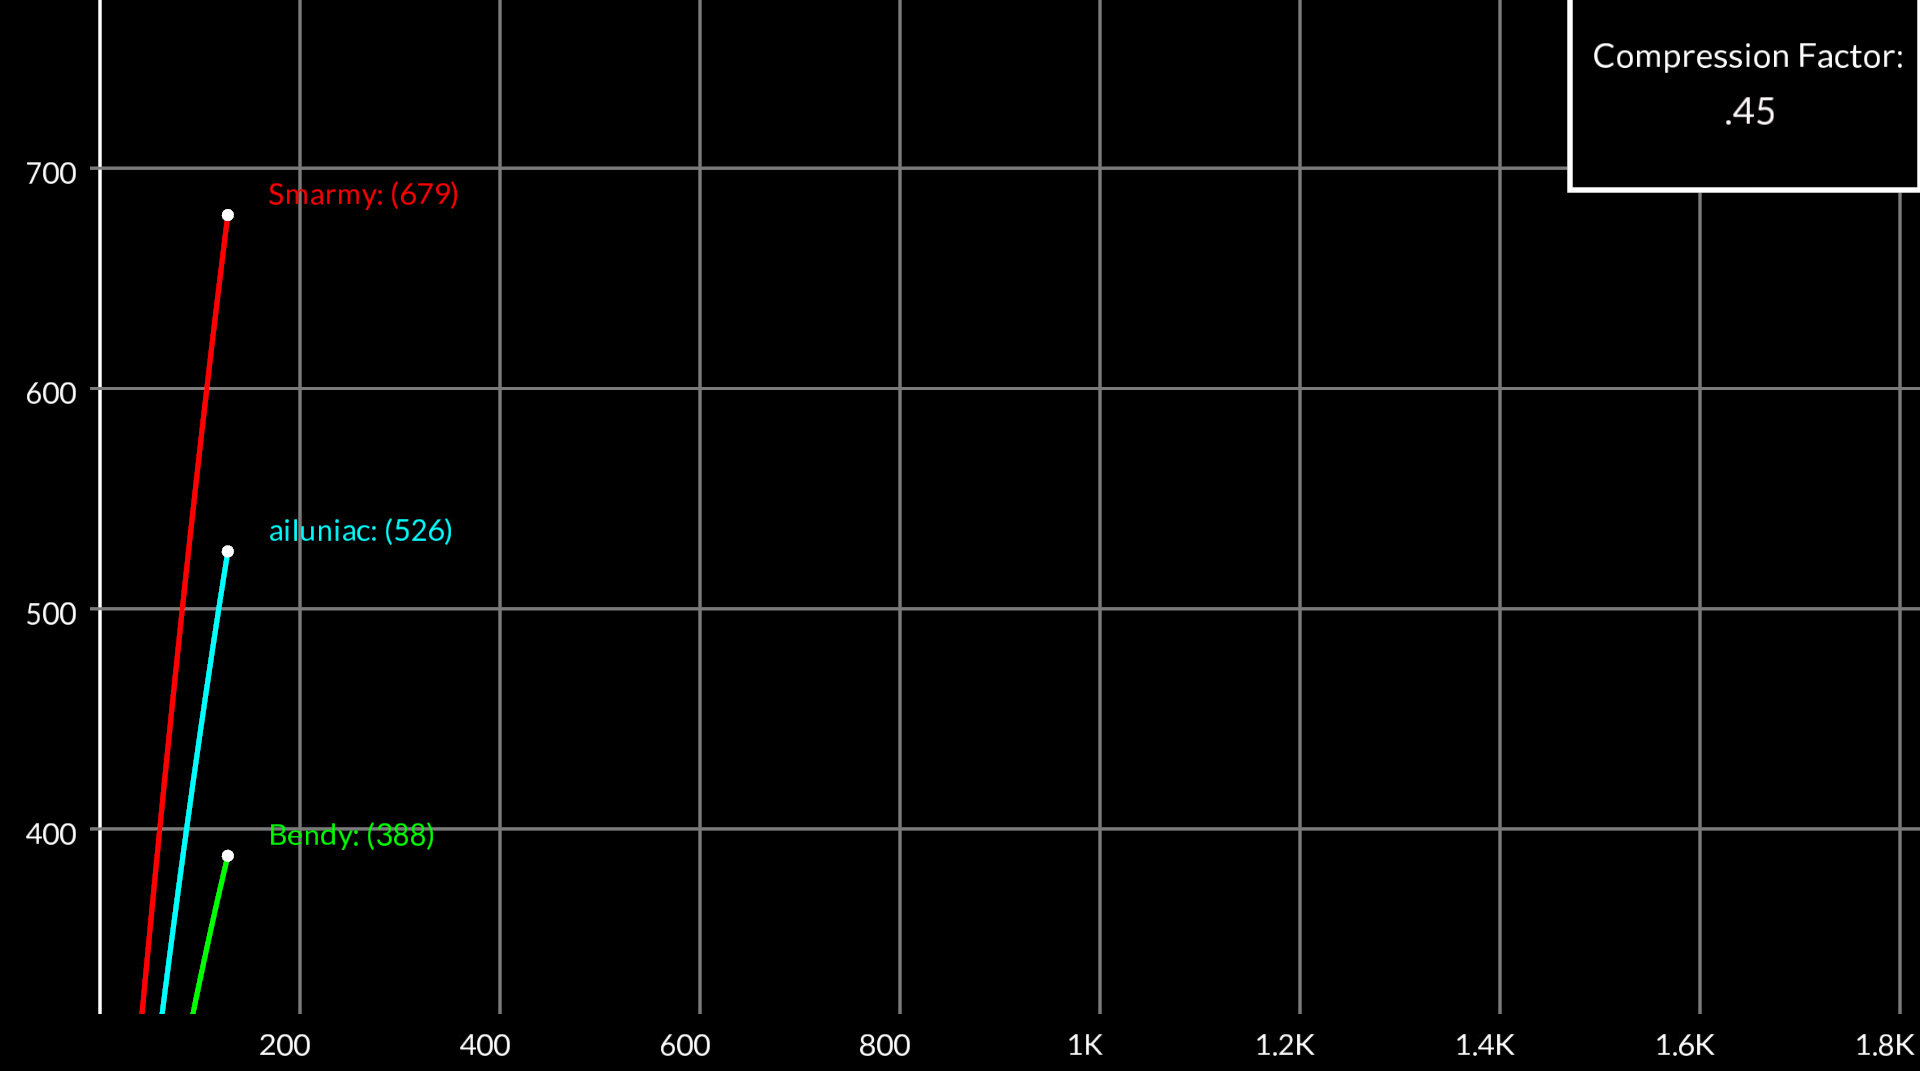 Compression Factor:
.45
700
Smarmy: (679)
600
ailuniac: (526)
500
400
Bendy: (388)
200 400 600 800 1K 1.2K 1.4K 1.6K 1.8K